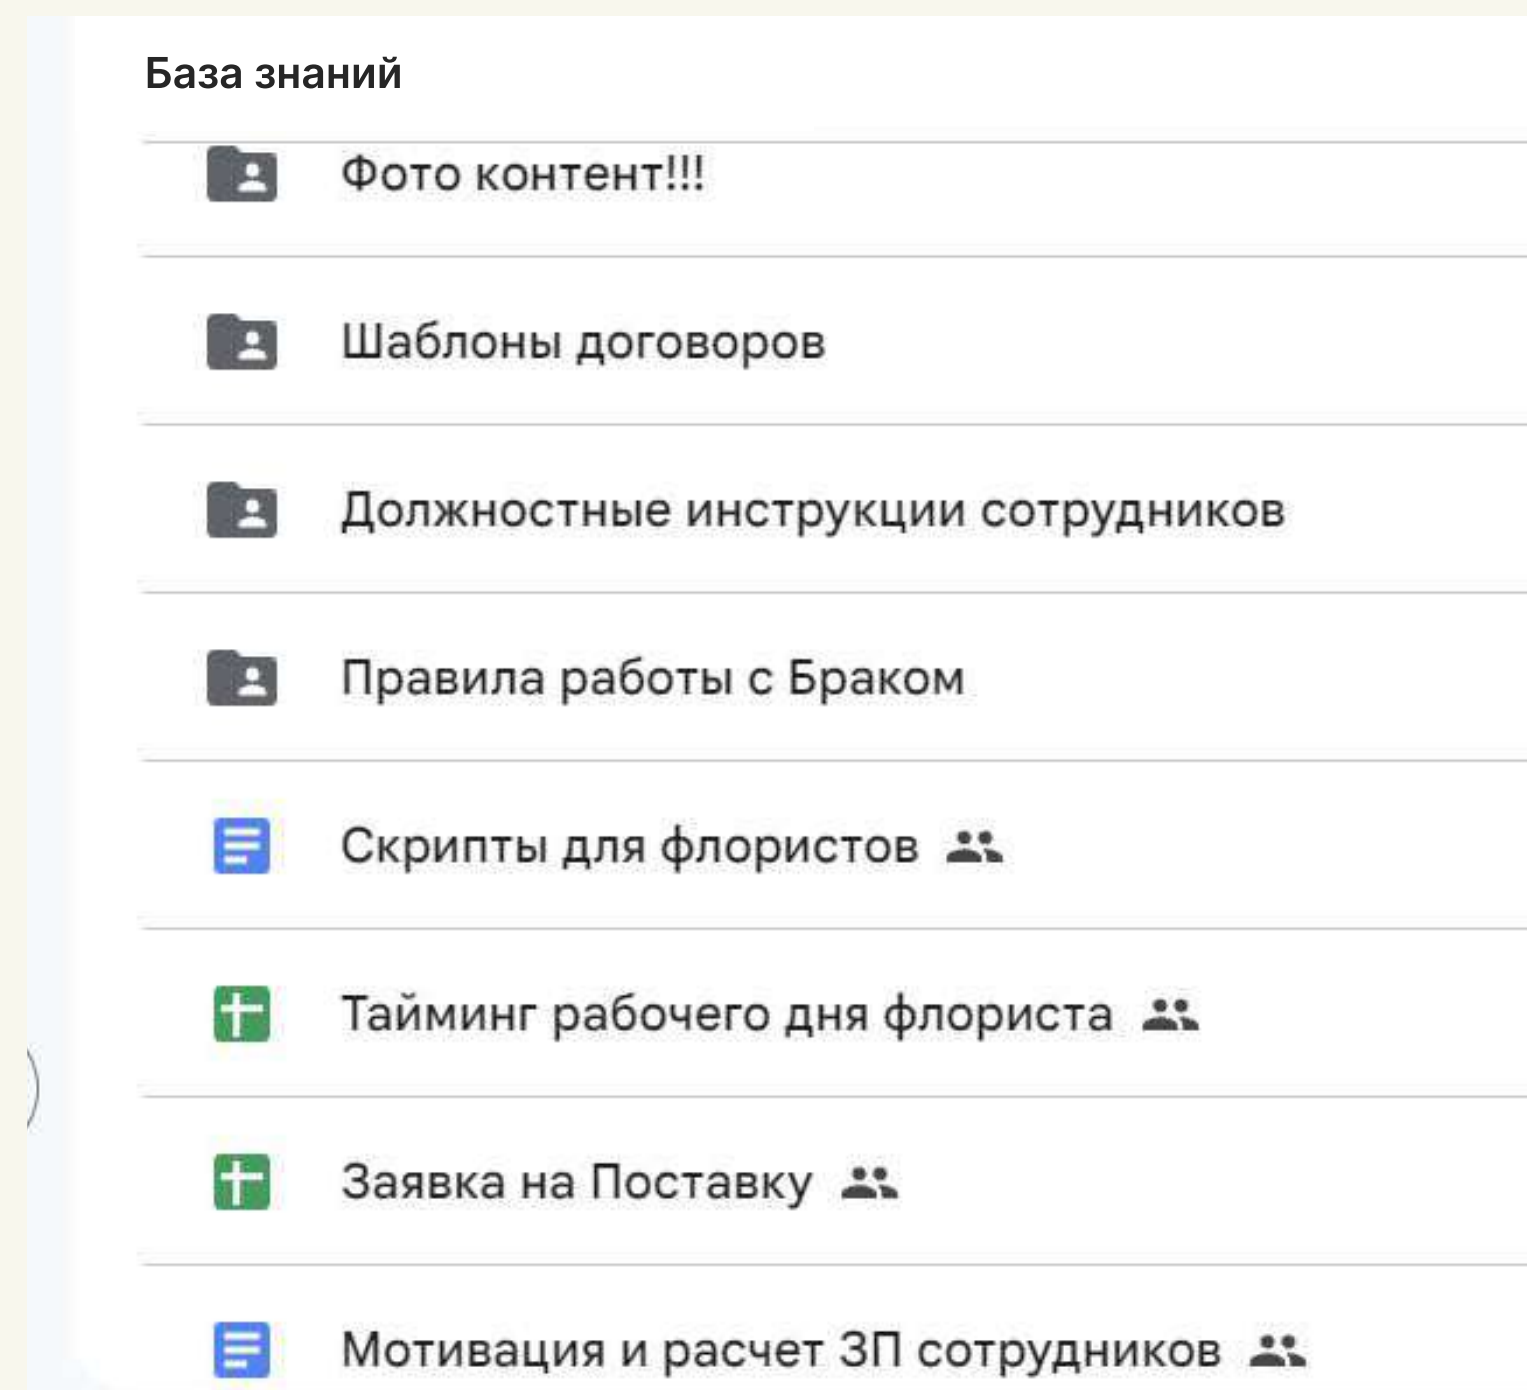 База знаний
Фото контент!!!
Шаблоны договоров
Должностные инструкции сотрудников
Правила работы с Браком
Скрипты для флористов
Тайминг рабочего дня флориста
Заявка на Поставку
Мотивация и расчет ЗП сотрудников